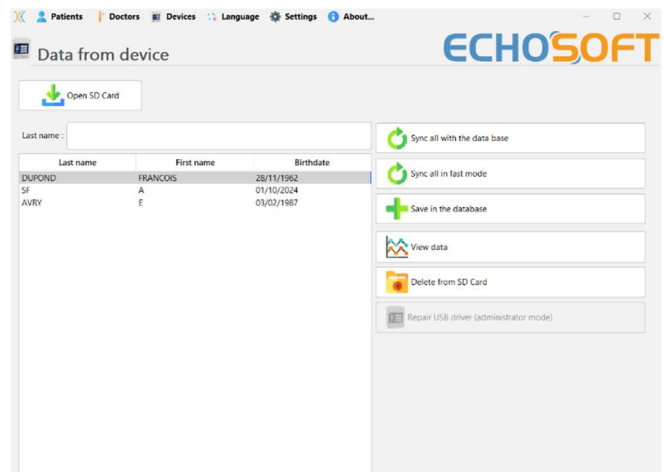 Patients Doctors Devices Language Settings About...
Data from device
ECHOSOFT
Open SD Card
Last name :
Sync all with the data base
Last name First name Birthdate
DUPOND FRANCOIS 28/11/1962
SF A 01/10/2024
AVRY E 03/02/1987
Sync all in fast mode
Save in the database
View data
Delete from SD Card
Repair USB driver (administrator mode)